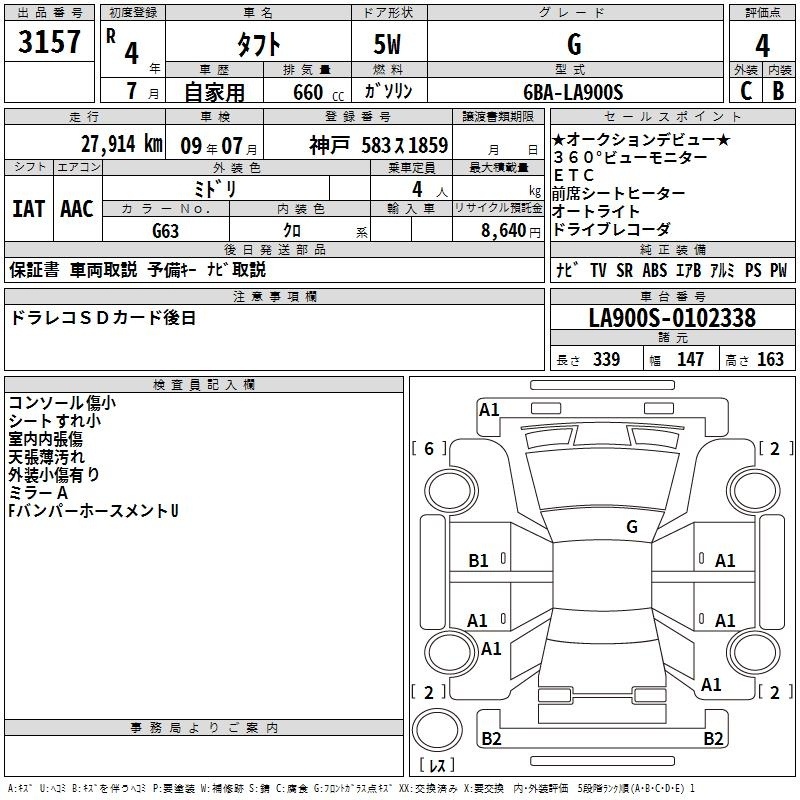 出品番号 初度登録 車名 ドア形状 グレード 評価点
3157 R 4 年 ﾀﾌﾄ 5W G 4
車歴 排気量 燃料 型式 外装 内装
7 月 自家用 660 CC ｶﾞｿﾘﾝ 6BA-LA900S C B
走行 車検 登録番号 譲渡書類期限 セールスポイント
27,914 km 09 年 07 月 神戸 583ｽ1859 月 日
★オークションデビュー★
３６０°ビューモニター
ＥＴＣ
前席シートヒーター
オートライト
ドライブレコーダ
シフト エアコン 外装色 乗車定員 最大積載量
IAT AAC ﾐﾄﾞﾘ 4 人 kg
カラーNo. 内装色 輸入車 リサイクル預託金
G63 ｸﾛ 系 8,640 円
後日発送部品 純正装備
保証書 車両取説 予備ｷｰ ﾅﾋﾞ取説 ﾅﾋﾞ TV SR ABS ｴｱB ｱﾙﾐ PS PW
注意事項欄 車台番号
ドラレコＳＤカード後日 LA900S-0102338
諸元
長さ 339 幅 147 高さ 163
検査員記入欄
コンソール傷小
シートすれ小
室内内張傷
天張薄汚れ
外装小傷有り
ミラーＡ
FバンパーホースメントU
事務局よりご案内
A1
[ 6 ] [ 2 ]
G
B1 A1
A1 A1
A1
A1
[ 2 ] [ 2 ]
B2 B2
[ ﾚｽ ]
A:ｷｽﾞ U:ﾍｺﾐ B:ｷｽﾞを伴うﾍｺﾐ P:要塗装 W:補修跡 S:錆 C:腐食 G:ﾌﾛﾝﾄｶﾞﾗｽ点ｷｽﾞ XX:交換済み X:要交換 内･外装評価 5段階ﾗﾝｸ順(A･B･C･D･E) 1